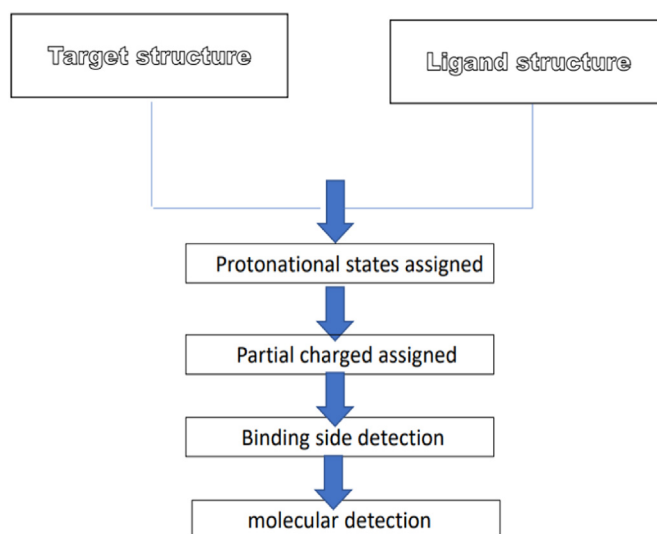 Target structure
Ligand structure
Protonational states assigned
Partial charged assigned
Binding side detection
molecular detection